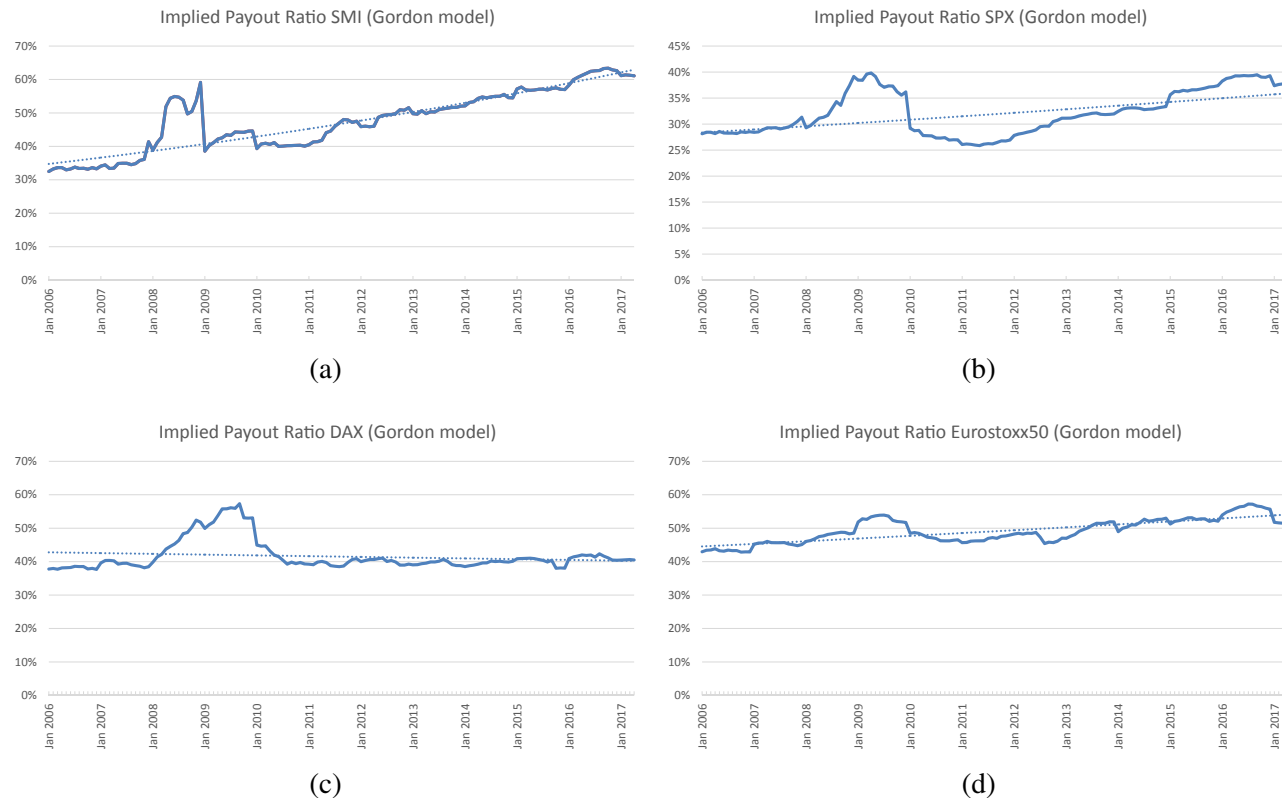 Implied Payout Ratio SMI (Gordon model)
70%
60%
50%
40%
30%
20%
10%
0%
Jan 2006
Jan 2007
Jan 2008
Jan 2009
Jan 2010
Jan 2011
Jan 2012
Jan 2013
Jan 2014
Jan 2015
Jan 2016
Jan 2017
(a)
Implied Payout Ratio SPX (Gordon model)
45%
40%
35%
30%
25%
20%
15%
10%
5%
0%
Jan 2006
Jan 2007
Jan 2008
Jan 2009
Jan 2010
Jan 2011
Jan 2012
Jan 2013
Jan 2014
Jan 2015
Jan 2016
Jan 2017
(b)
Implied Payout Ratio DAX (Gordon model)
70%
60%
50%
40%
30%
20%
10%
0%
Jan 2006
Jan 2007
Jan 2008
Jan 2009
Jan 2010
Jan 2011
Jan 2012
Jan 2013
Jan 2014
Jan 2015
Jan 2016
Jan 2017
(c)
Implied Payout Ratio Eurostoxx50 (Gordon model)
70%
60%
50%
40%
30%
20%
10%
0%
Jan 2006
Jan 2007
Jan 2008
Jan 2009
Jan 2010
Jan 2011
Jan 2012
Jan 2013
Jan 2014
Jan 2015
Jan 2016
Jan 2017
(d)